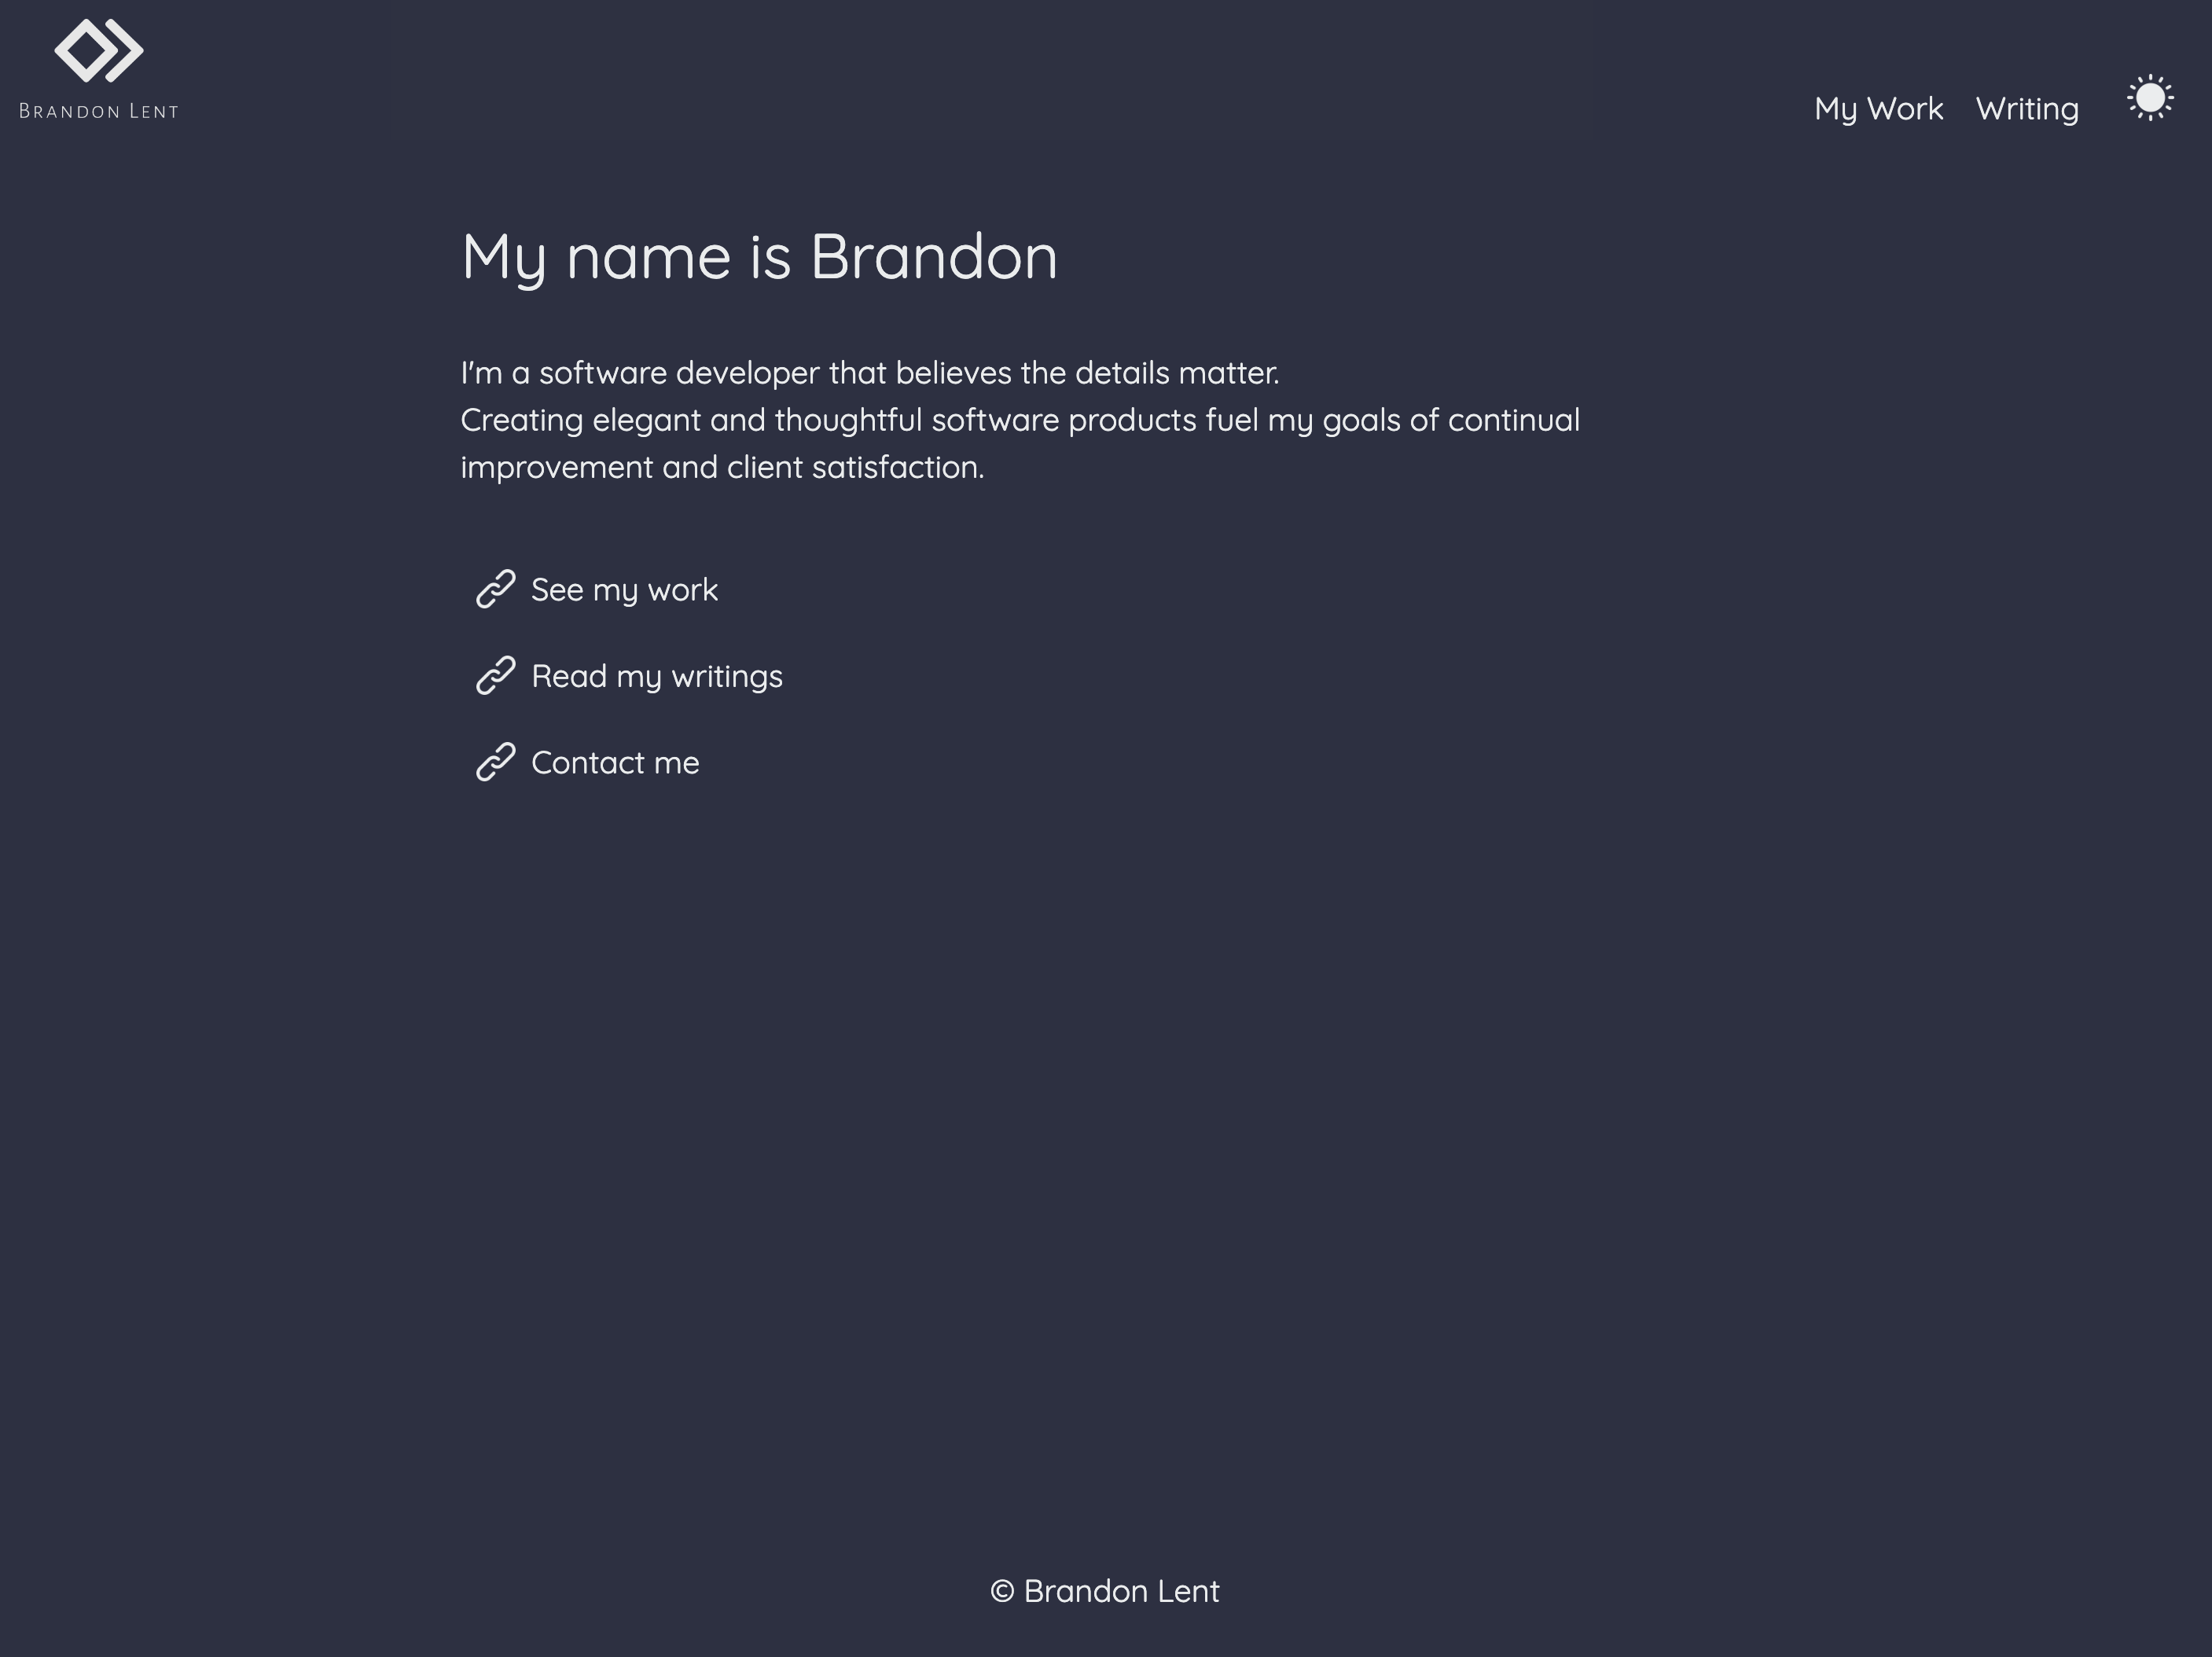 BRANDON LENT
My Work Writing
My name is Brandon
I'm a software developer that believes the details matter.
Creating elegant and thoughtful software products fuel my goals of continual
improvement and client satisfaction.
See my work
Read my writings
Contact me
© Brandon Lent